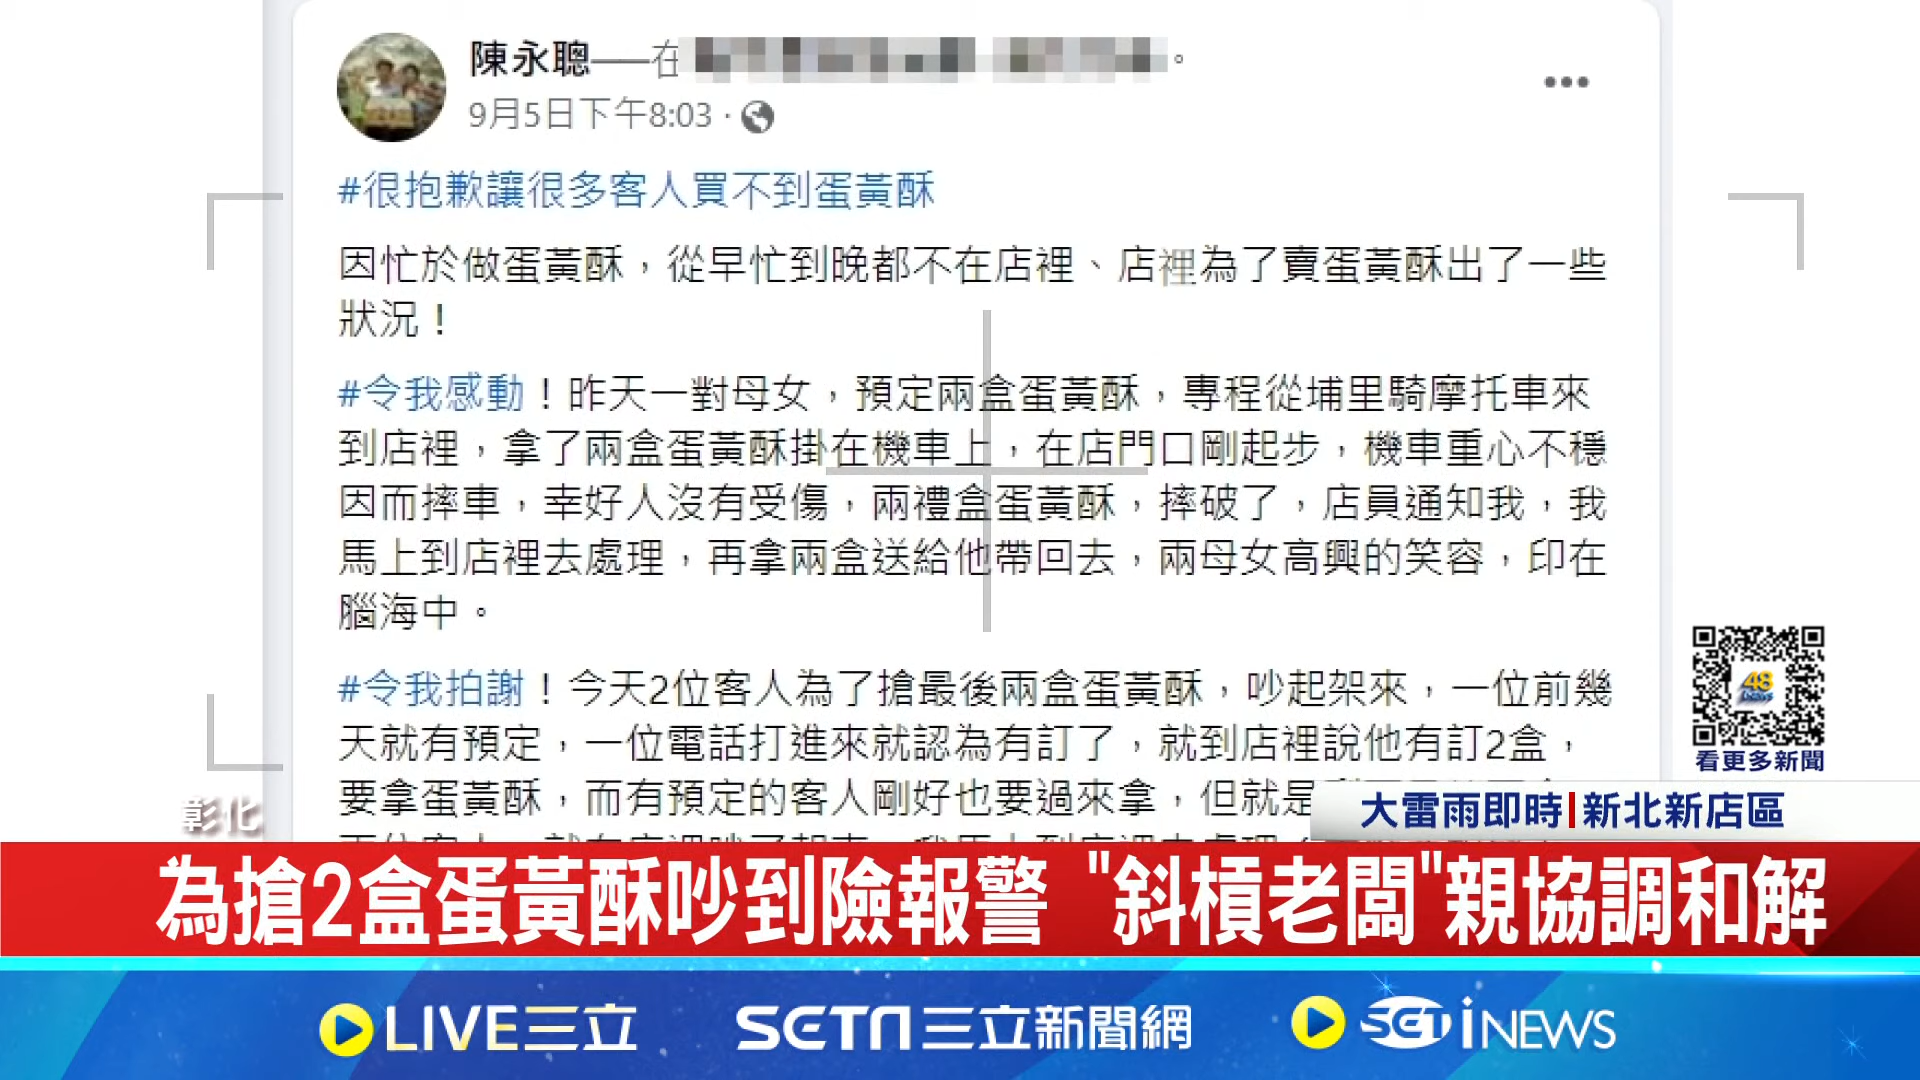 陳永聰──在
9月5日下午8:03 ·
#很抱歉讓很多客人買不到蛋黃酥
因忙於做蛋黃酥，從早忙到晚都不在店裡、店裡為了賣蛋黃酥出了一些
狀況！
#令我感動！昨天一對母女，預定兩盒蛋黃酥，專程從埔里騎摩托車來
到店裡，拿了兩盒蛋黃酥掛在機車上，在店門口剛起步，機車重心不穩
因而摔車，幸好人沒有受傷，兩禮盒蛋黃酥，摔破了，店員通知我，我
馬上到店裡去處理，再拿兩盒送給他帶回去，兩母女高興的笑容，印在
腦海中。
#令我拍謝！今天2位客人為了搶最後兩盒蛋黃酥，吵起架來，一位前幾
天就有預定，一位電話打進來就認為有訂了，就到店裡說他有訂2盒，
要拿蛋黃酥，而有預定的客人剛好也要過來拿，但就是
48
看更多新聞
彰化
大雷雨即時|新北新店區
為搶2盒蛋黃酥吵到險報警 "斜槓老闆"親協調和解
LIVE三立
SETN三立新聞網
SET iNEWS